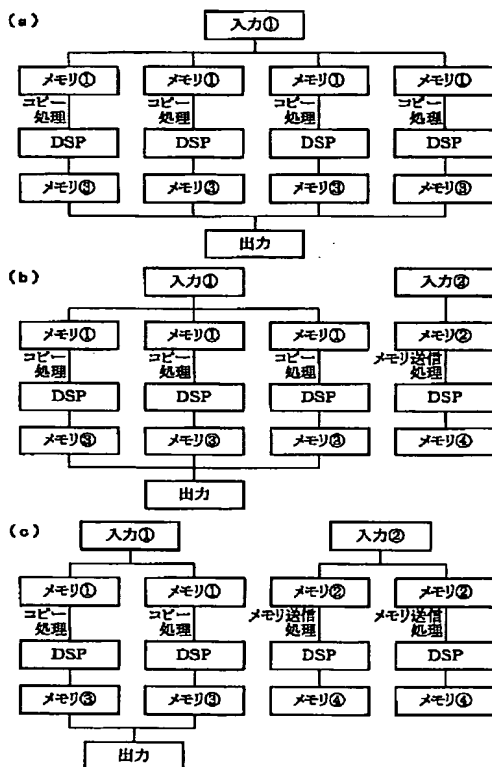 (a)
入力①
メモリ① メモリ① メモリ① メモリ①
コピー処理 コピー処理 コピー処理 コピー処理
DSP DSP DSP DSP
メモリ③ メモリ③ メモリ③ メモリ③
出力
(b)
入力① 入力②
メモリ① メモリ① メモリ① メモリ②
コピー処理 コピー処理 コピー処理 メモリ送信処理
DSP DSP DSP DSP
メモリ③ メモリ③ メモリ③ メモリ④
出力
(c)
入力① 入力②
メモリ① メモリ① メモリ② メモリ②
コピー処理 コピー処理 メモリ送信処理 メモリ送信処理
DSP DSP DSP DSP
メモリ③ メモリ③ メモリ④ メモリ④
出力